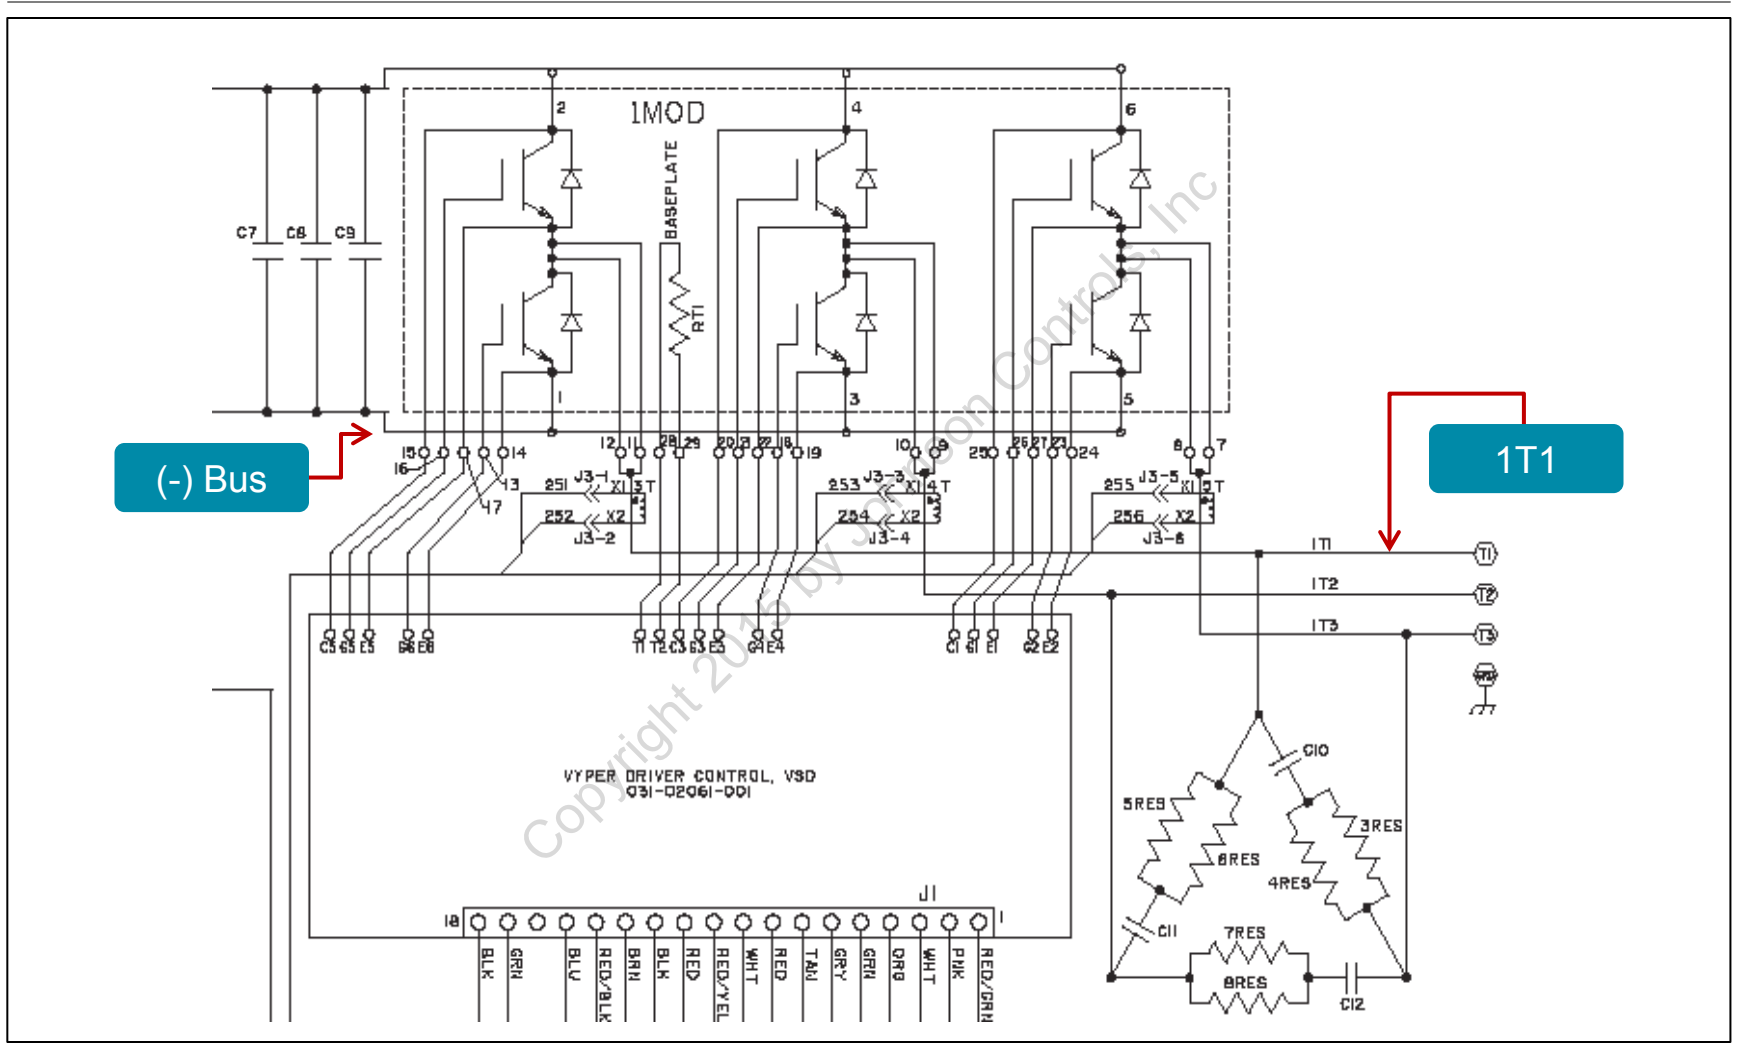 2
1MOD
4
6
BASEPLATE
C7
C8
C9
RT1
1
3
5
(-) Bus
1T1
15
14
12
11
28
29
20
22
18
19
10
9
25
26
27
23
24
8
7
16
13
17
251
J3-1
X1
3T
252
X2
J3-2
253
J3-3
X1
4T
254
X2
J3-4
255
J3-5
X1
5T
256
X2
J3-6
1T1
T1
1T2
T2
1T3
T3
C5 G5 E5
G6 E6
T1 T2 C3 G3 E3
G4 E4
C1 G1 E1
G2 E2
VYPER DRIVER CONTROL, VSD
031-02061-001
C10
5RES
3RES
6RES
4RES
C11
7RES
8RES
C12
J1
18
1
BLK
GRN
BLU
RED/BLK
BRN
BLK
RED
RED/YEL
WHT
RED
TAN
GRY
GRN
ORG
WHT
PNK
RED/GRN
Copyright 2015 by Johnson Controls, Inc